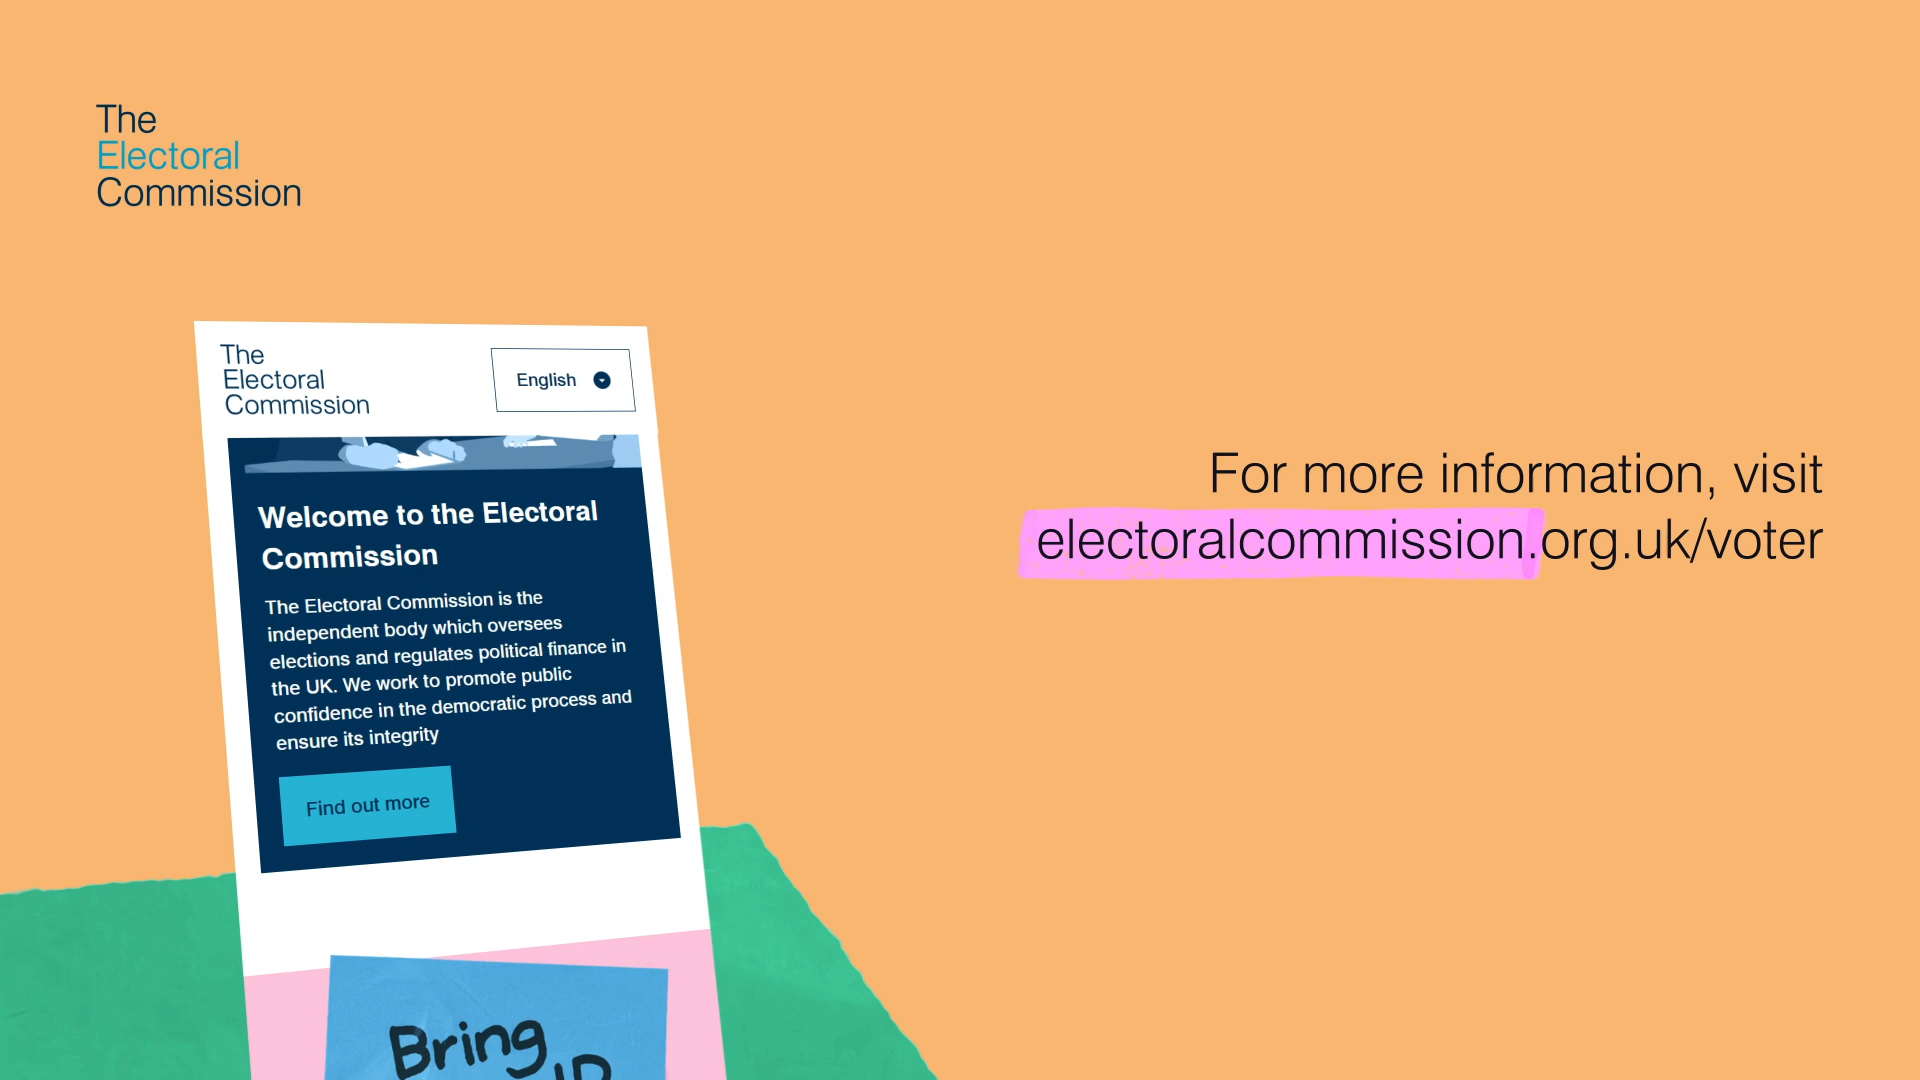 The
Electoral
Commission
The
Electoral
Commission
English
Welcome to the Electoral
Commission
The Electoral Commission is the
independent body which oversees
elections and regulates political finance in
the UK. We work to promote public
confidence in the democratic process and
ensure its integrity
Find out more
Bring
ID
For more information, visit
electoralcommission.org.uk/voter